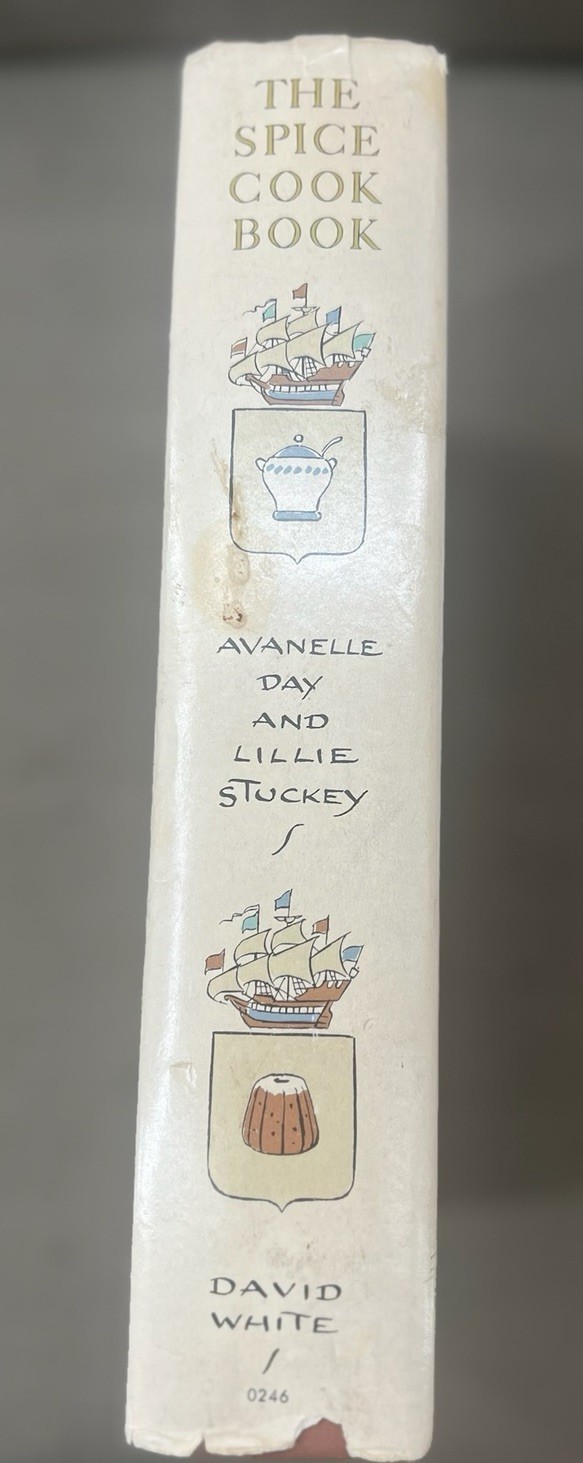 THE
SPICE
COOK
BOOK
AVANELLE
DAY
AND
LILLIE
STUCKEY
DAVID
WHITE
0246